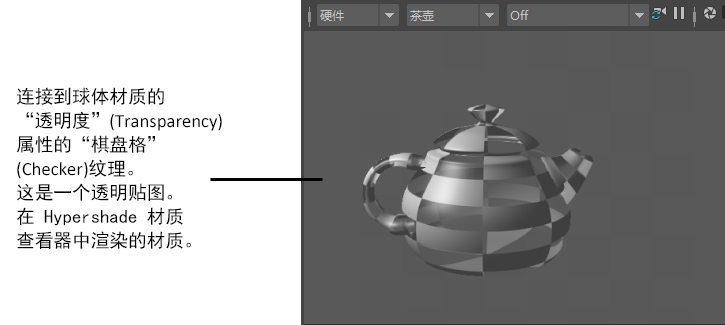 硬件
茶壶
Off
连接到球体材质的
“透明度”(Transparency)
属性的“棋盘格”
(Checker)纹理。
这是一个透明贴图。
在 Hypershade 材质
查看器中渲染的材质。